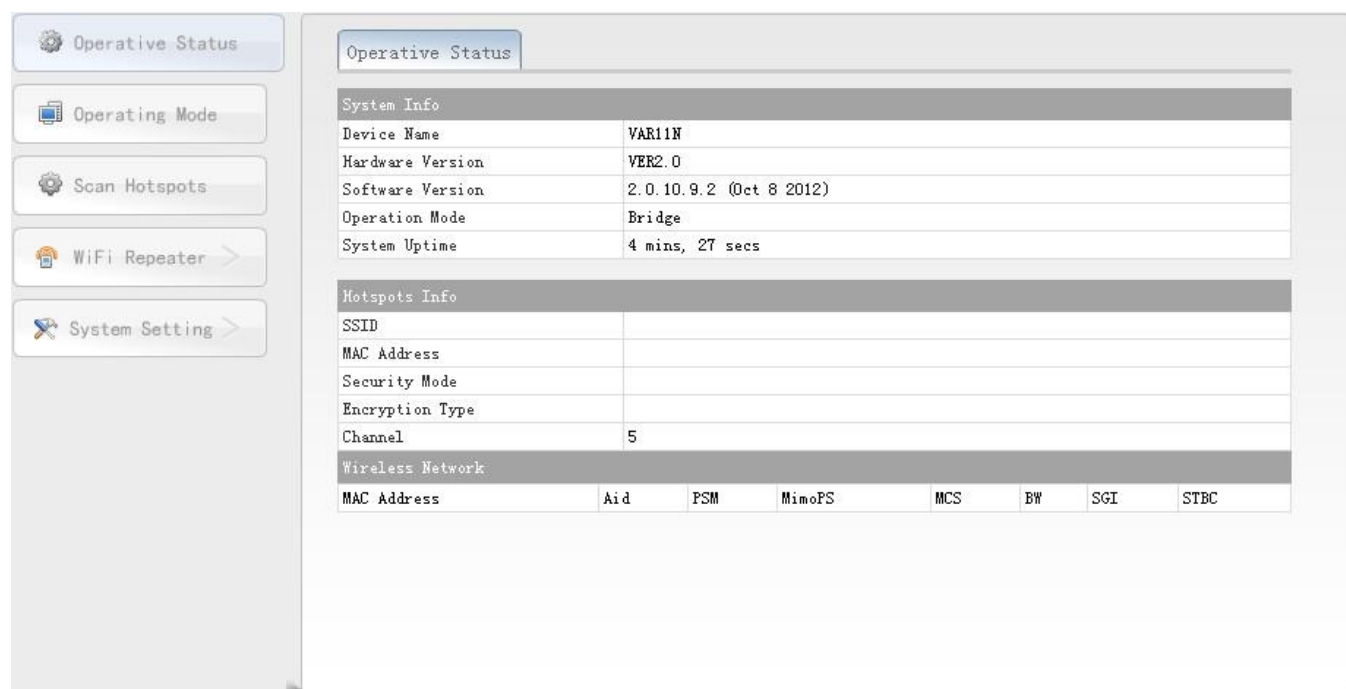 Operative Status
Operating Mode
Scan Hotspots
WiFi Repeater >
System Setting >
Operative Status
System Info
Device Name VAR11N
Hardware Version VER2.0
Software Version 2.0.10.9.2 (Oct 8 2012)
Operation Mode Bridge
System Uptime 4 mins, 27 secs
Hotspots Info
SSID
MAC Address
Security Mode
Encryption Type
Channel 5
Wireless Network
MAC Address Aid PSM MimoPS MCS BW SGI STBC